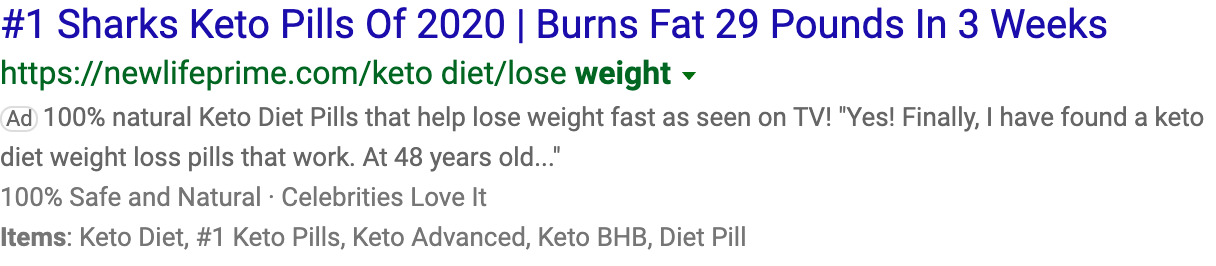 #1 Sharks Keto Pills Of 2020 | Burns Fat 29 Pounds In 3 Weeks
https://newlifeprime.com/keto diet/lose weight
Ad 100% natural Keto Diet Pills that help lose weight fast as seen on TV! "Yes! Finally, I have found a keto
diet weight loss pills that work. At 48 years old..."
100% Safe and Natural · Celebrities Love It
Items: Keto Diet, #1 Keto Pills, Keto Advanced, Keto BHB, Diet Pill